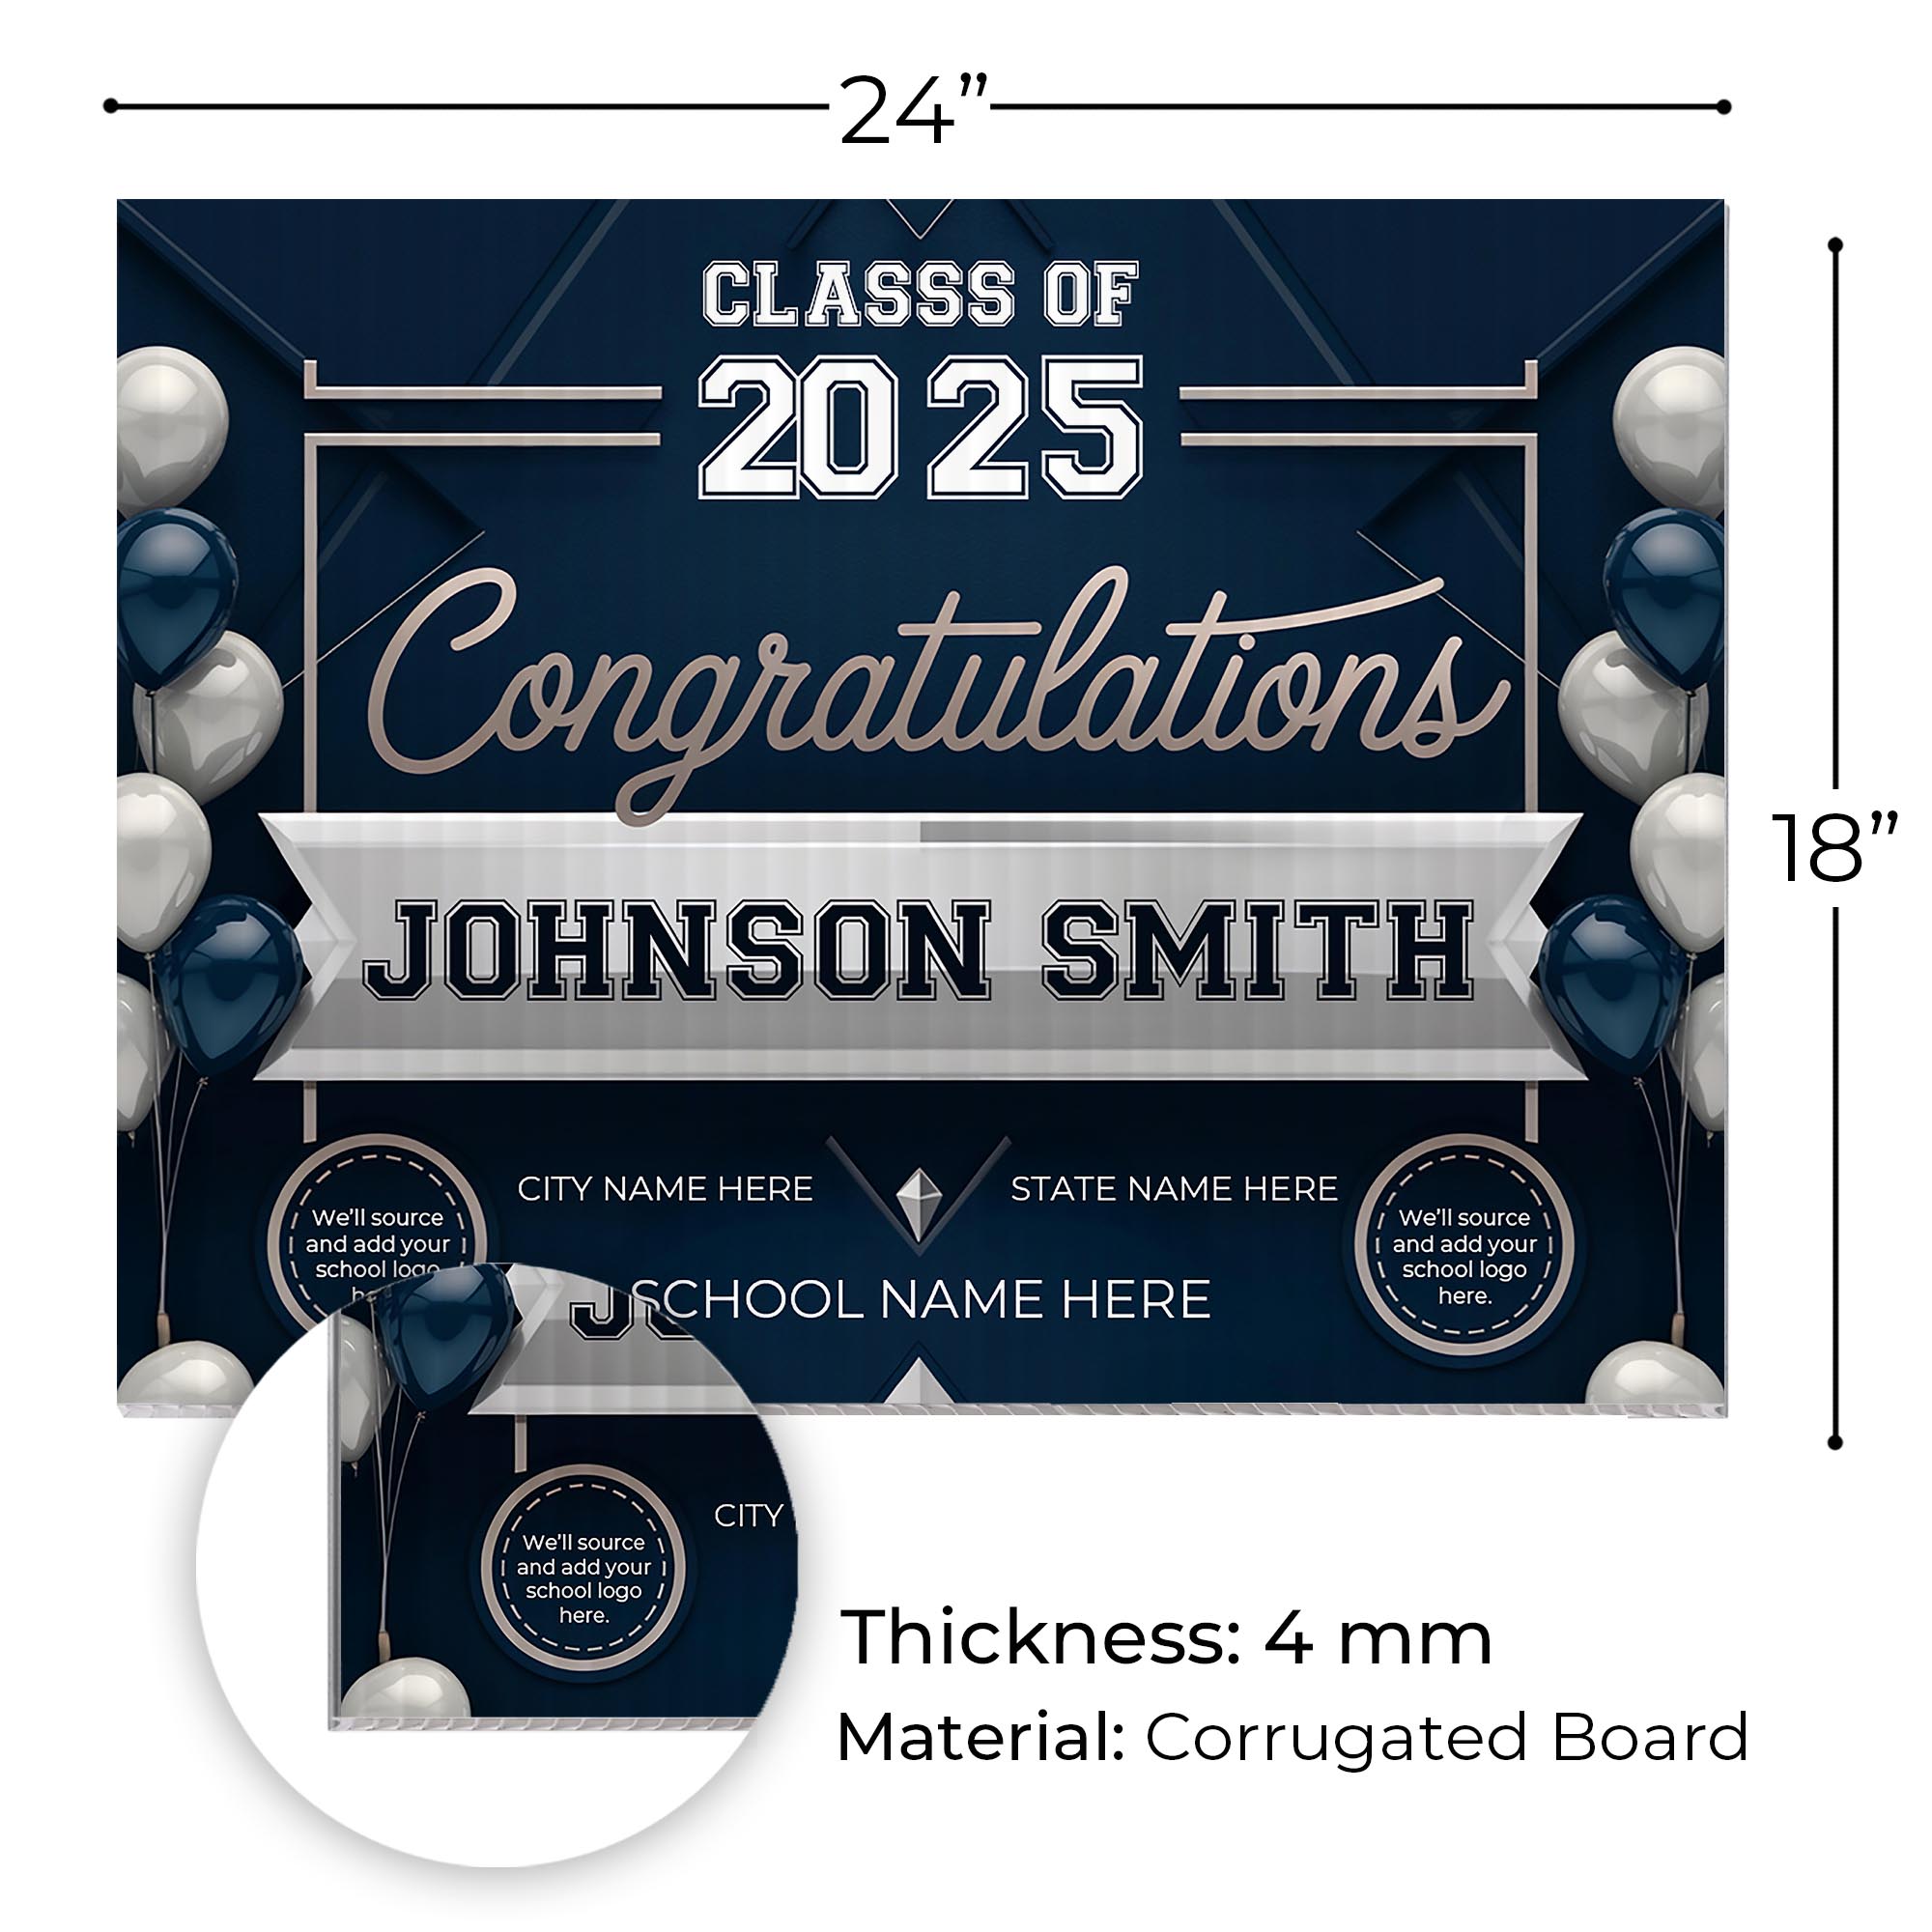 24”
CLASSS OF
2025
Congratulations
18”
JOHNSON SMITH
CITY NAME HERE
STATE NAME HERE
We'll source
and add your
school logo
We'll source
and add your
school logo
here.
SCHOOL NAME HERE
CITY
We'll source
and add your
school logo
here.
Thickness: 4 mm
Material: Corrugated Board